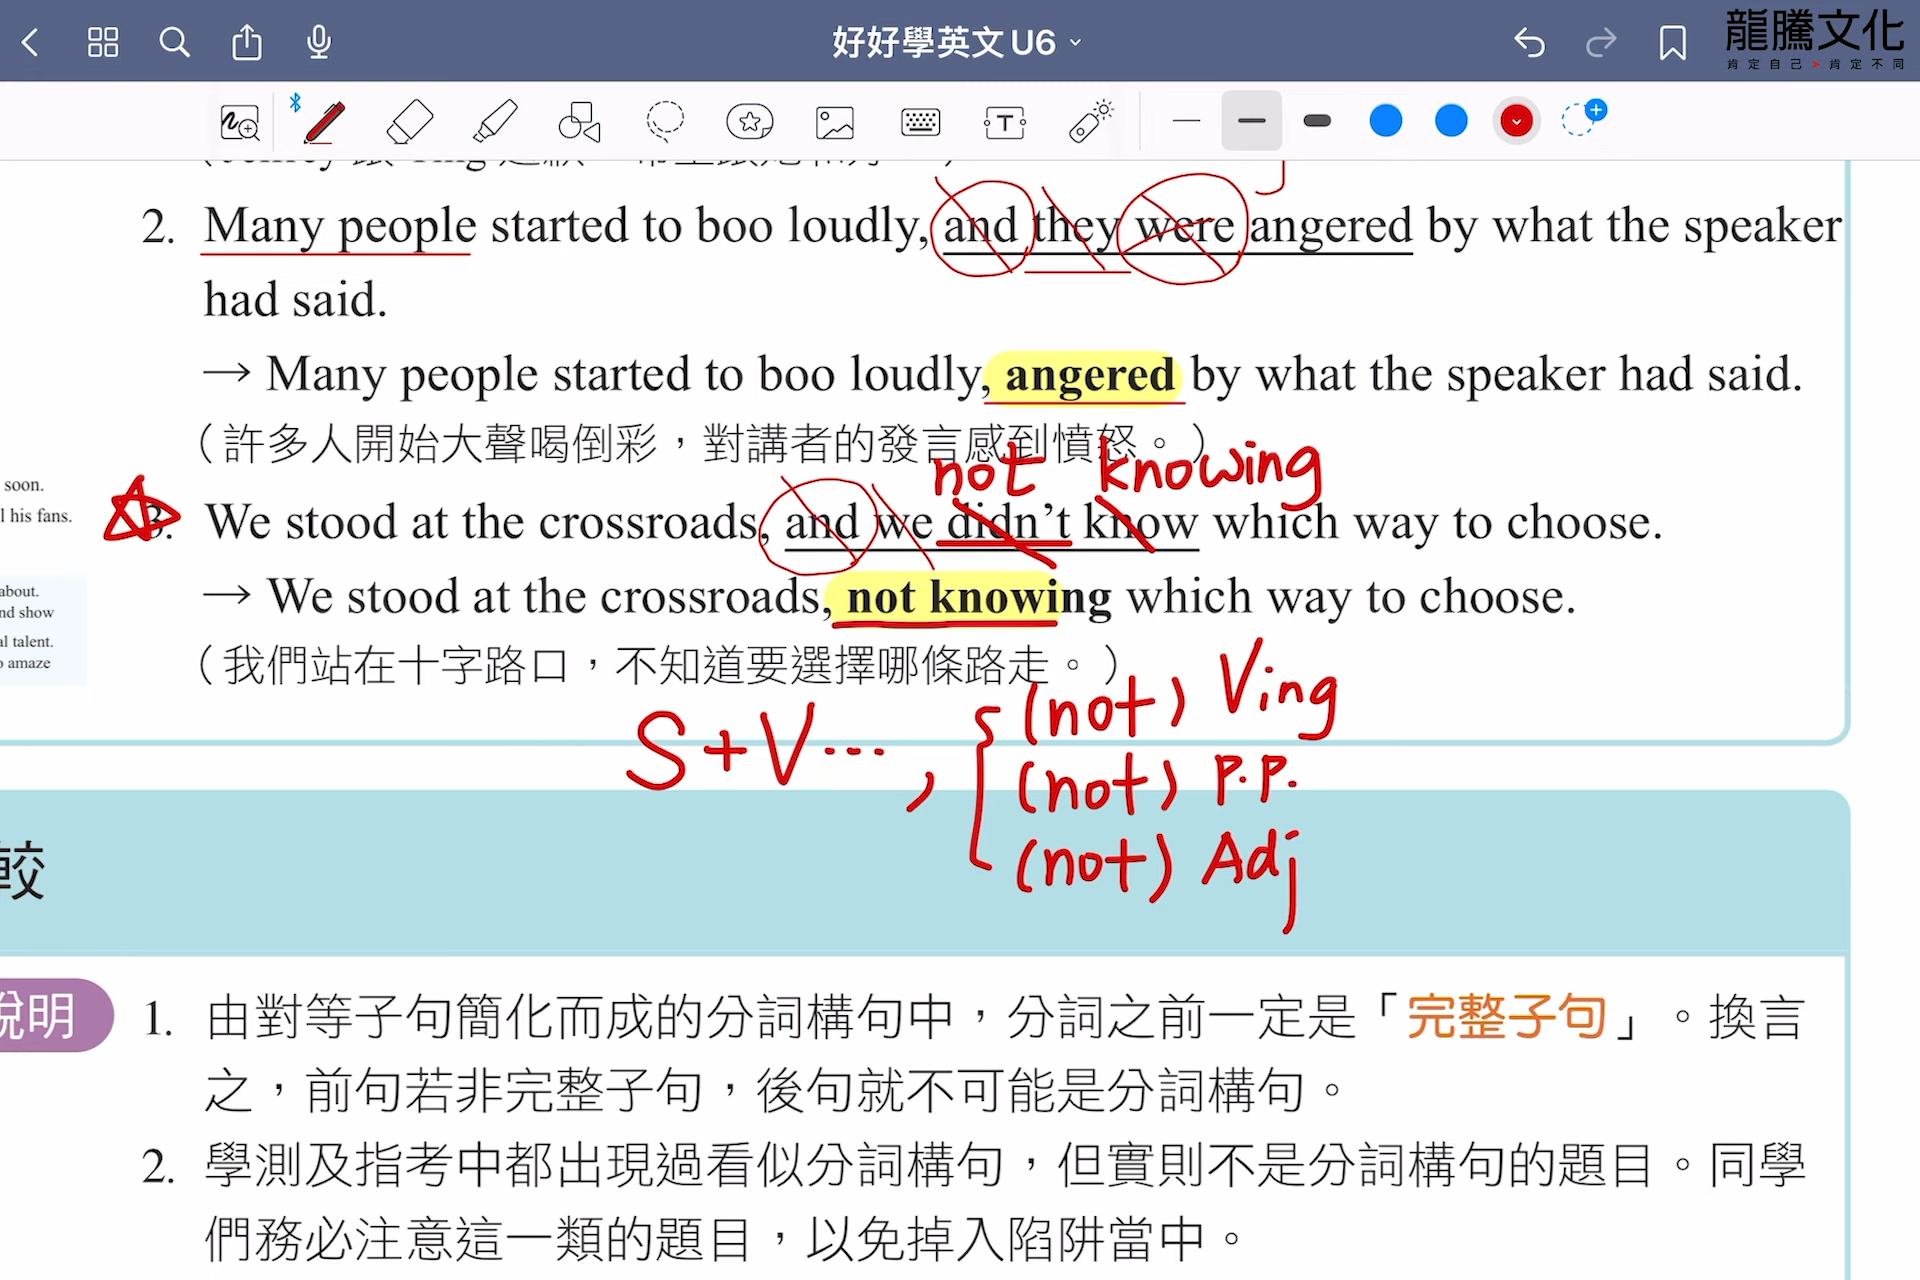 好好學英文 U6
龍騰文化
肯定自己➤肯定不同
T
2. Many people started to boo loudly, and they were angered by what the speaker
had said.
→ Many people started to boo loudly, angered by what the speaker had said.
（許多人開始大聲喝倒彩，對講者的發言感到憤怒。）
not knowing
soon.
l his fans.
3. We stood at the crossroads, and we didn't know which way to choose.
→ We stood at the crossroads, not knowing which way to choose.
about.
nd show
al talent.
o amaze
（我們站在十字路口，不知道要選擇哪條路走。）
S+V… , (not) Ving
(not) P.P.
(not) Adj
較
說明
1. 由對等子句簡化而成的分詞構句中，分詞之前一定是「完整子句」。換言
之，前句若非完整子句，後句就不可能是分詞構句。
2. 學測及指考中都出現過看似分詞構句，但實則不是分詞構句的題目。同學
們務必注意這一類的題目，以免掉入陷阱當中。